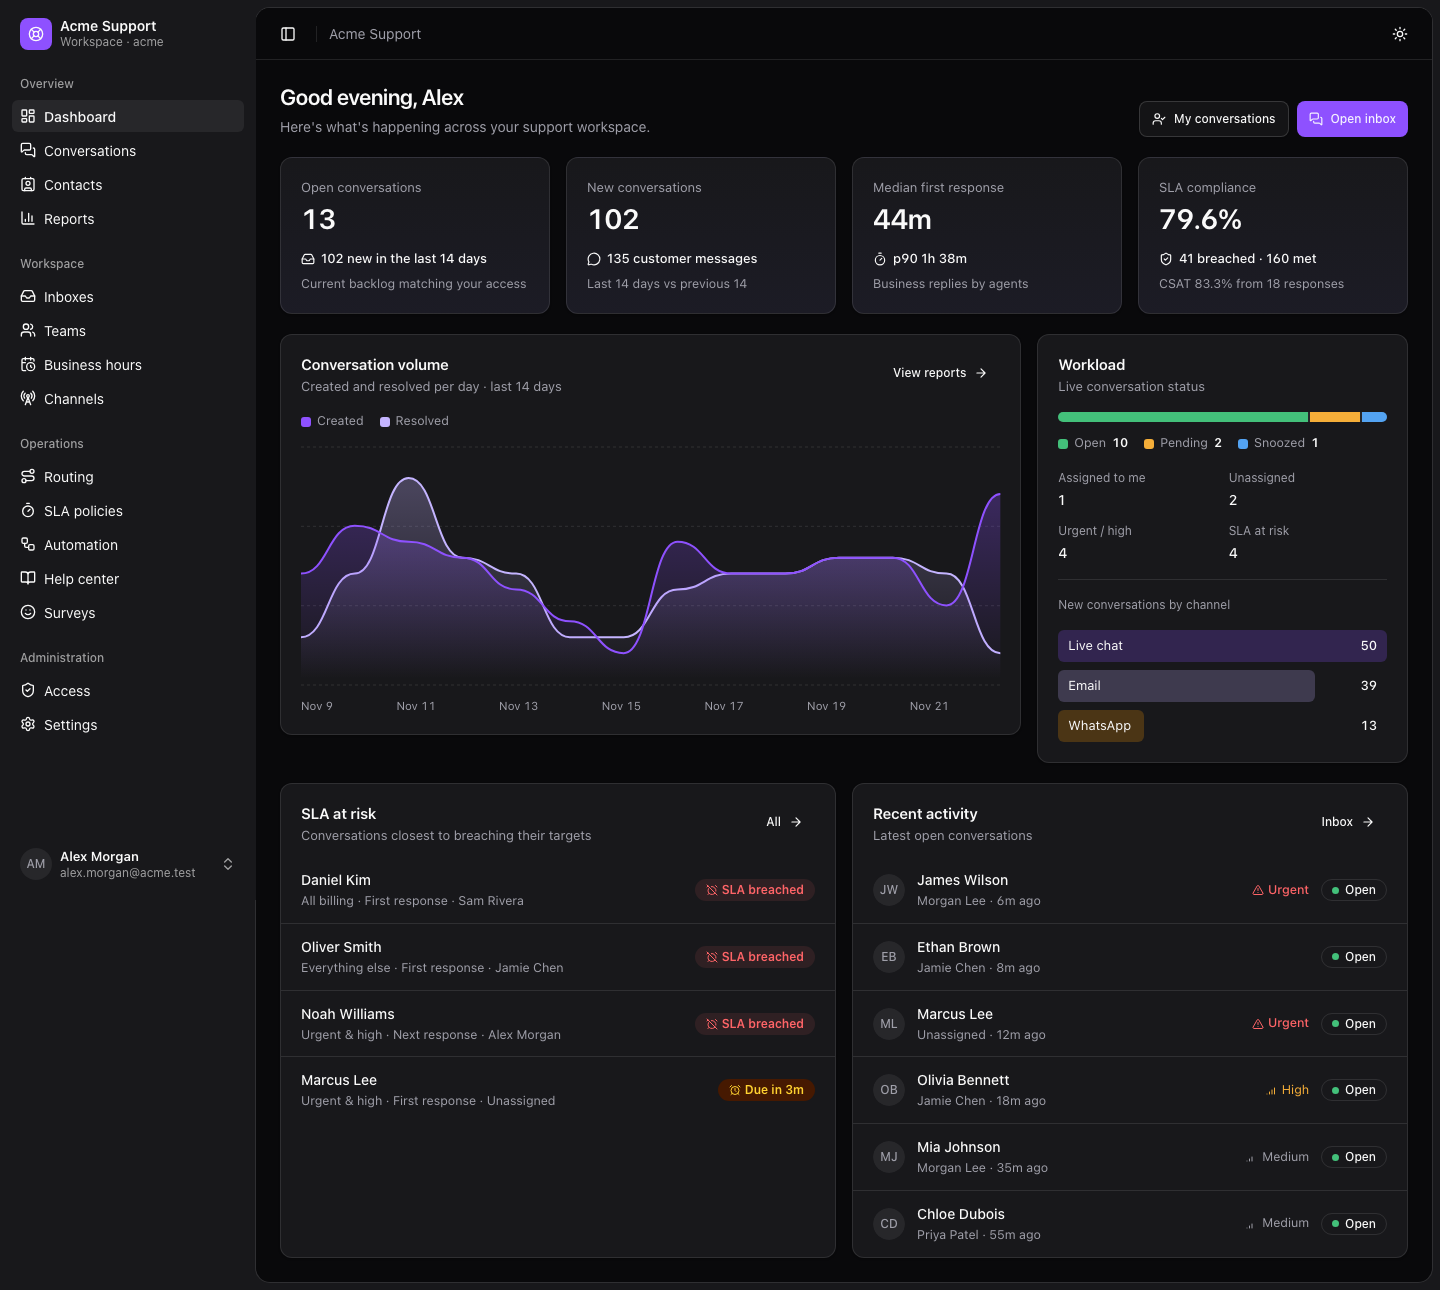 Acme Support
Workspace · acme
Overview
Dashboard
Conversations
Contacts
Reports
Workspace
Inboxes
Teams
Business hours
Channels
Operations
Routing
SLA policies
Automation
Help center
Surveys
Administration
Access
Settings
AM
Alex Morgan
alex.morgan@acme.test
Acme Support
Good evening, Alex
Here's what's happening across your support workspace.
My conversations
Open inbox
Open conversations
13
102 new in the last 14 days
Current backlog matching your access
New conversations
102
135 customer messages
Last 14 days vs previous 14
Median first response
44m
p90 1h 38m
Business replies by agents
SLA compliance
79.6%
41 breached · 160 met
CSAT 83.3% from 18 responses
Conversation volume
Created and resolved per day · last 14 days
View reports
Created Resolved
Nov 9 Nov 11 Nov 13 Nov 15 Nov 17 Nov 19 Nov 21
Workload
Live conversation status
Open 10 Pending 2 Snoozed 1
Assigned to me Unassigned
1 2
Urgent / high SLA at risk
4 4
New conversations by channel
Live chat 50
Email 39
WhatsApp 13
SLA at risk
Conversations closest to breaching their targets
All
Daniel Kim
All billing · First response · Sam Rivera
SLA breached
Oliver Smith
Everything else · First response · Jamie Chen
SLA breached
Noah Williams
Urgent & high · Next response · Alex Morgan
SLA breached
Marcus Lee
Urgent & high · First response · Unassigned
Due in 3m
Recent activity
Latest open conversations
Inbox
JW
James Wilson
Morgan Lee · 6m ago
Urgent Open
EB
Ethan Brown
Jamie Chen · 8m ago
Open
ML
Marcus Lee
Unassigned · 12m ago
Urgent Open
OB
Olivia Bennett
Jamie Chen · 18m ago
High Open
MJ
Mia Johnson
Morgan Lee · 35m ago
Medium Open
CD
Chloe Dubois
Priya Patel · 55m ago
Medium Open